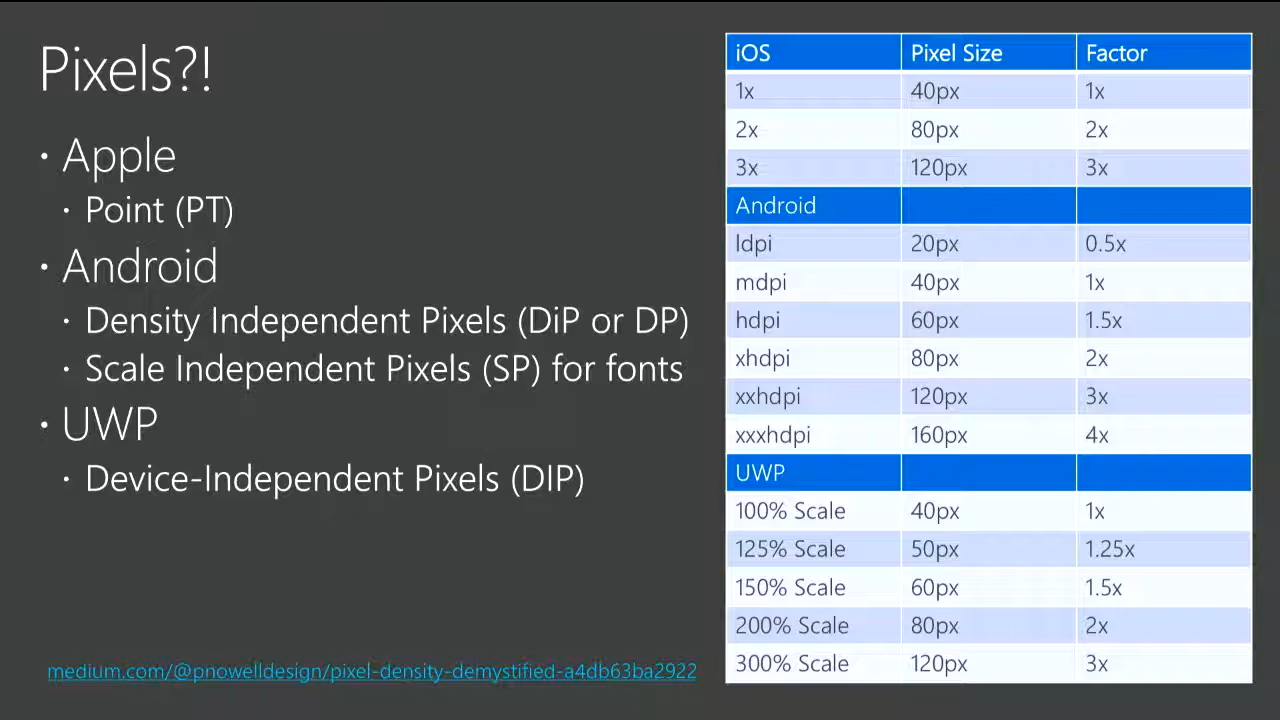 Pixels?!
· Apple
· Point (PT)
· Android
· Density Independent Pixels (DiP or DP)
· Scale Independent Pixels (SP) for fonts
· UWP
· Device-Independent Pixels (DIP)
medium.com/@pnowelldesign/pixel-density-demystified-a4db63ba2922
iOS Pixel Size Factor
1x 40px 1x
2x 80px 2x
3x 120px 3x
Android
ldpi 20px 0.5x
mdpi 40px 1x
hdpi 60px 1.5x
xhdpi 80px 2x
xxhdpi 120px 3x
xxxhdpi 160px 4x
UWP
100% Scale 40px 1x
125% Scale 50px 1.25x
150% Scale 60px 1.5x
200% Scale 80px 2x
300% Scale 120px 3x